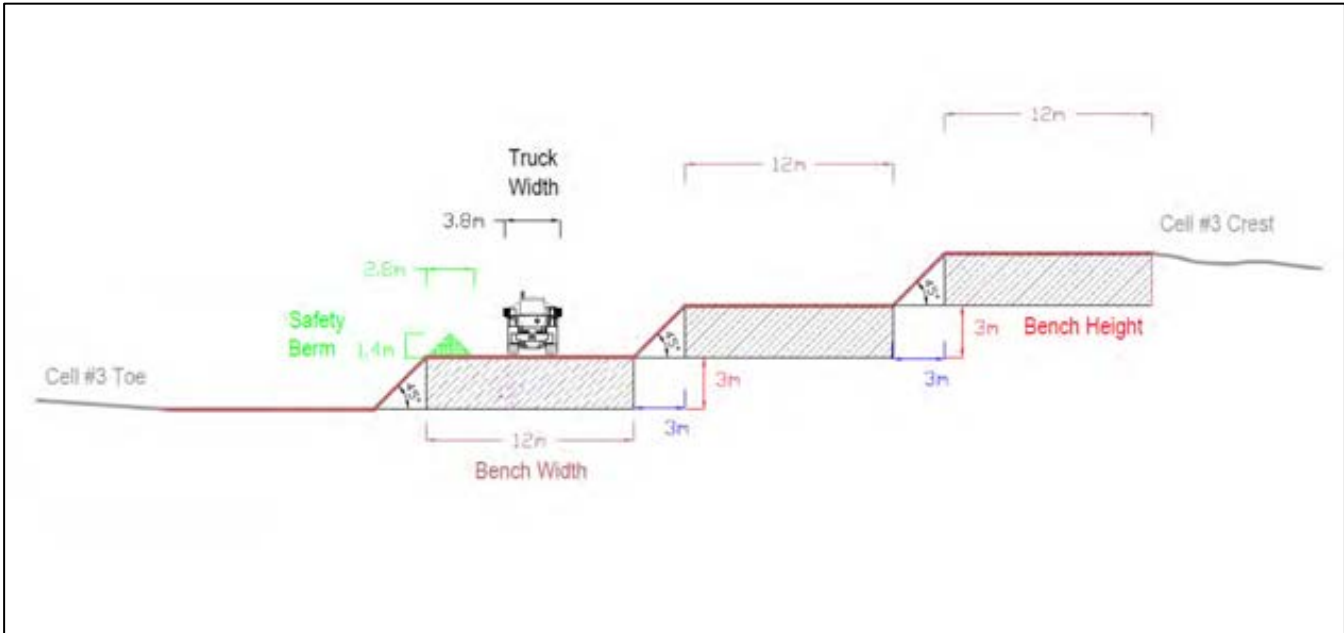 12m
12m
Truck
Width
3.8m
Cell #3 Crest
2.8m
Safety
Berm
1.4m
45°
45°
45°
3m
Bench Height
3m
Cell #3 Toe
3m
3m
12m
Bench Width